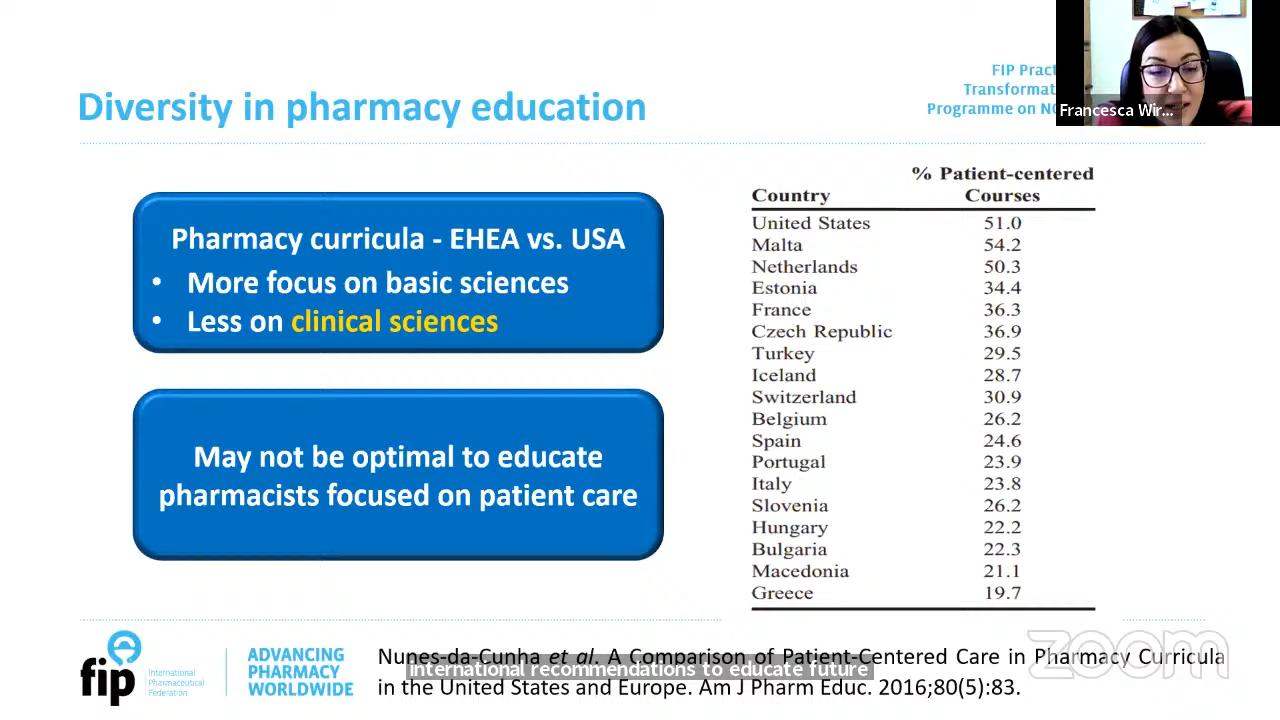 FIP Pract
Transformat
Programme on N
Francesca Wir...
Diversity in pharmacy education
Pharmacy curricula - EHEA vs. USA
• More focus on basic sciences
• Less on clinical sciences
May not be optimal to educate
pharmacists focused on patient care
% Patient-centered
Country Courses
United States 51.0
Malta 54.2
Netherlands 50.3
Estonia 34.4
France 36.3
Czech Republic 36.9
Turkey 29.5
Iceland 28.7
Switzerland 30.9
Belgium 26.2
Spain 24.6
Portugal 23.9
Italy 23.8
Slovenia 26.2
Hungary 22.2
Bulgaria 22.3
Macedonia 21.1
Greece 19.7
fip
International
Pharmaceutical
Federation
ADVANCING
PHARMACY
WORLDWIDE
Nunes-da-Cunha et al. A Comparison of Patient-Centered Care in Pharmacy Curricula
in the United States and Europe. Am J Pharm Educ. 2016;80(5):83.
international recommendations to educate future
zoom